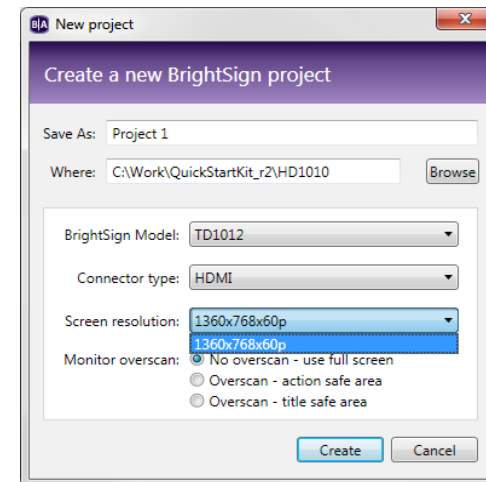 B|A New project
Create a new BrightSign project
Save As: Project 1
Where: C:\Work\QuickStartKit_r2\HD1010 Browse
BrightSign Model: TD1012
Connector type: HDMI
Screen resolution: 1360x768x60p
1360x768x60p
Monitor overscan: No overscan - use full screen
Overscan - action safe area
Overscan - title safe area
Create Cancel